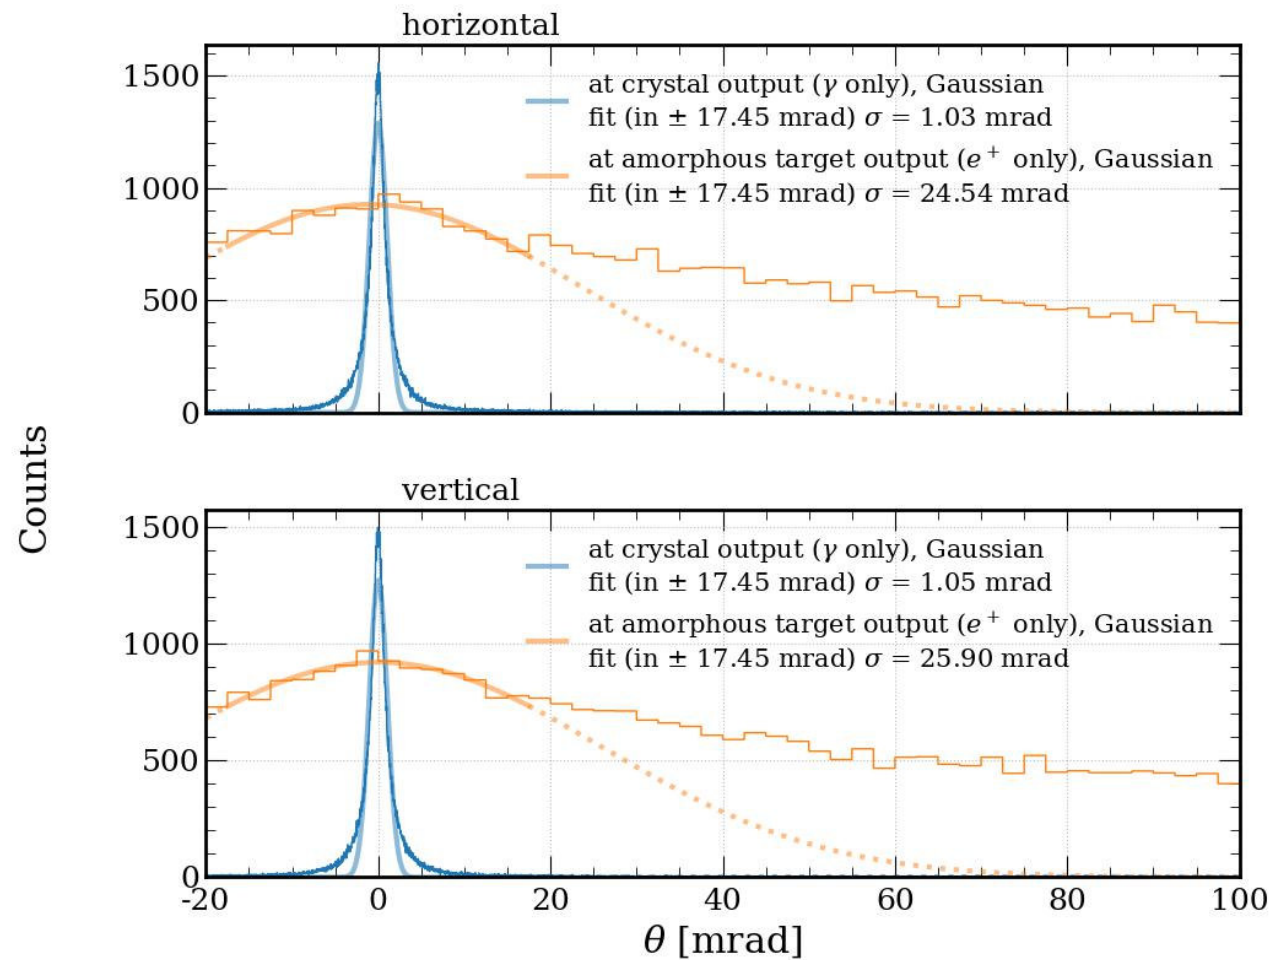 horizontal
1500
1000
500
0
at crystal output (γ only), Gaussian
fit (in ± 17.45 mrad) σ = 1.03 mrad
at amorphous target output (e⁺ only), Gaussian
fit (in ± 17.45 mrad) σ = 24.54 mrad
Counts
vertical
1500
1000
500
0
at crystal output (γ only), Gaussian
fit (in ± 17.45 mrad) σ = 1.05 mrad
at amorphous target output (e⁺ only), Gaussian
fit (in ± 17.45 mrad) σ = 25.90 mrad
-20 0 20 40 60 80 100
θ [mrad]